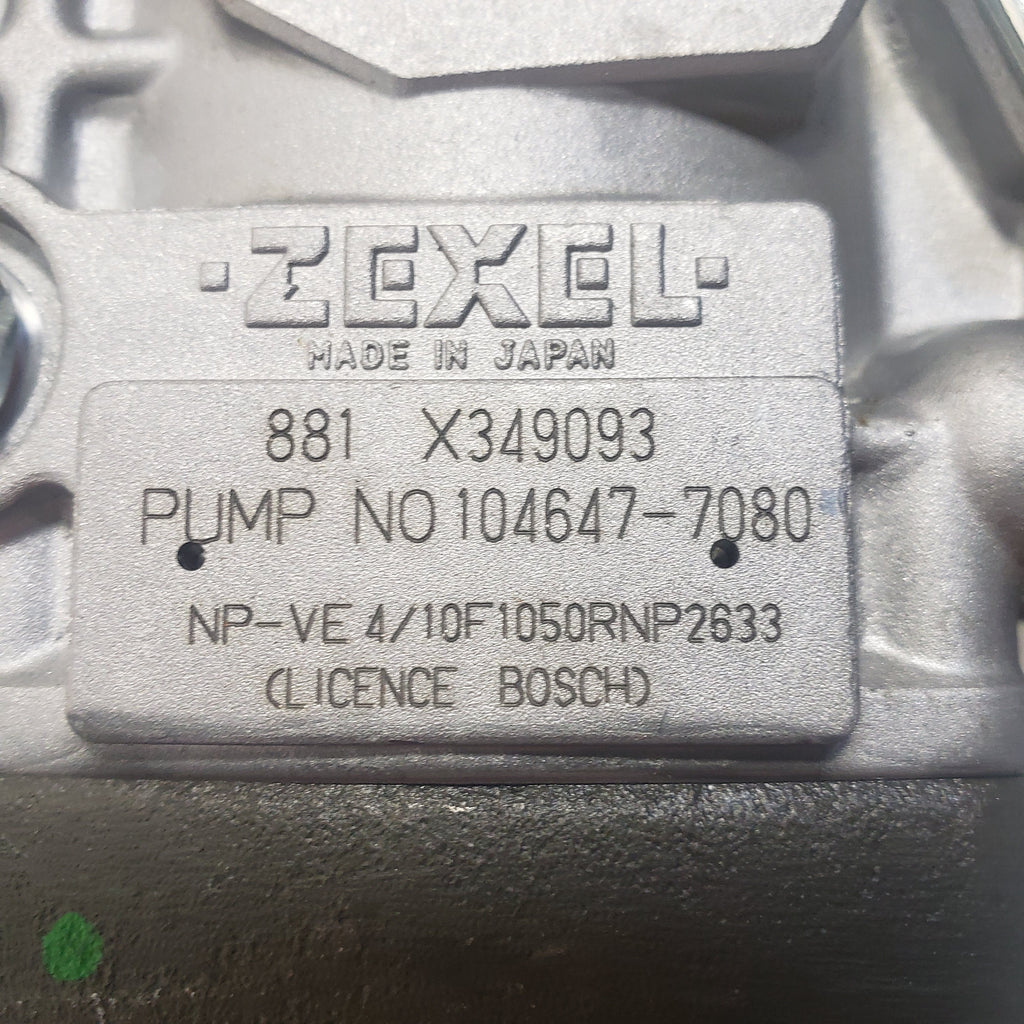 ·ZEXEL·
MADE IN JAPAN
881 X349093
PUMP NO 104647-7080
NP-VE 4/10F1050RNP2633
(LICENCE BOSCH)